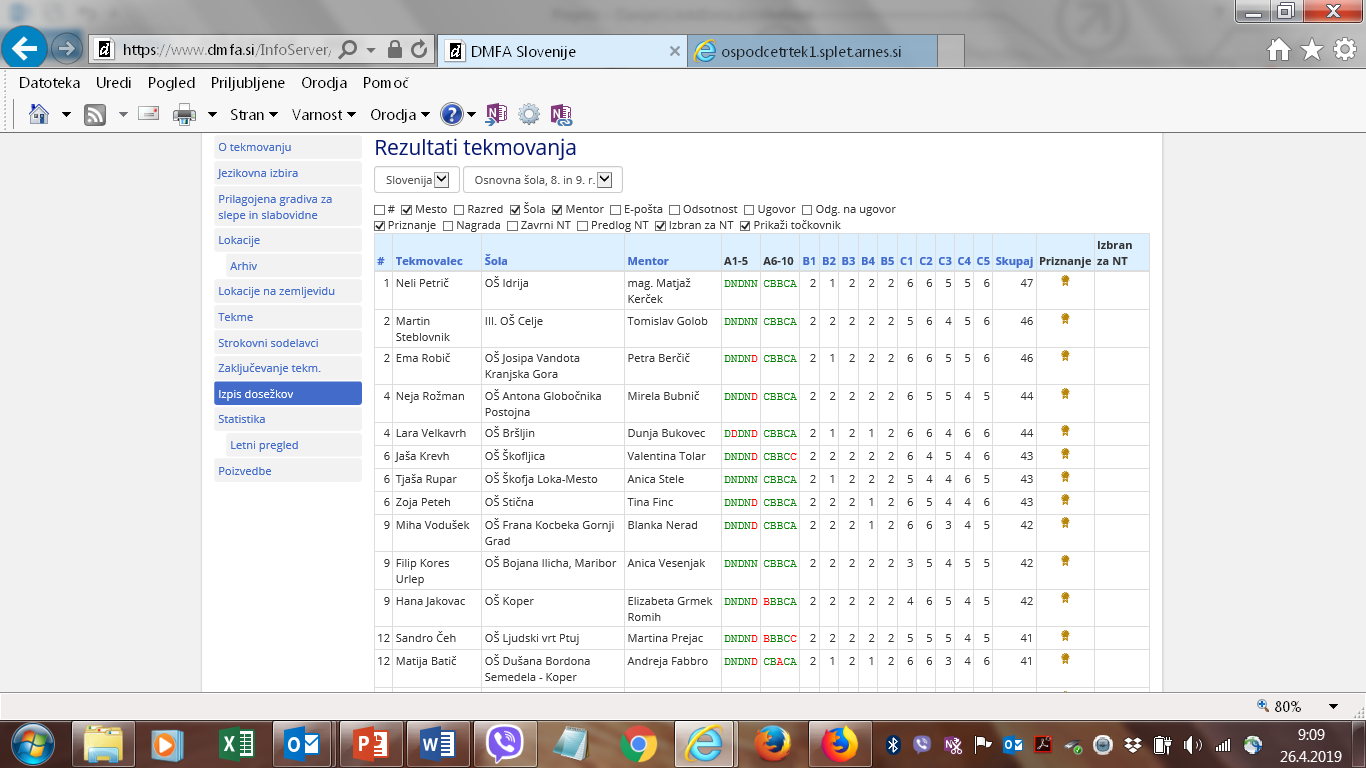 https://www.dmfa.si/InfoServer/
DMFA Slovenije
ospodcetrtek1.splet.arnes.si
Datoteka Uredi Pogled Priljubljene Orodja Pomoč
Stran Varnost Orodja
O tekmovanju
Jezikovna izbira
Prilagojena gradiva za
slepe in slabovidne
Lokacije
Arhiv
Lokacije na zemljevidu
Tekme
Strokovni sodelavci
Zaključevanje tekm.
Izpis dosežkov
Statistika
Letni pregled
Poizvedbe
Rezultati tekmovanja
Slovenija Osnovna šola, 8. in 9. r.
# Mesto Razred Šola Mentor E-pošta Odsotnost Ugovor Odg. na ugovor
Priznanje Nagrada Zavrni NT Predlog NT Izbran za NT Prikaži točkovnik
# Tekmovalec Šola Mentor A1-5 A6-10 B1 B2 B3 B4 B5 C1 C2 C3 C4 C5 Skupaj Priznanje Izbran
za NT
1 Neli Petrič OŠ Idrija mag. Matjaž DNDNN CBBCA 2 1 2 2 2 6 6 5 5 6 47
Kerček
2 Martin III. OŠ Celje Tomislav Golob DNDNN CBBCA 2 2 2 2 2 5 6 4 5 6 46
Steblovnik
2 Ema Robič OŠ Josipa Vandota Petra Berčič DNDND CBBCA 2 1 2 2 2 6 6 5 5 6 46
Kranjska Gora
4 Neja Rožman OŠ Antona Globočnika Mirela Bubnič DNDND CBBCA 2 2 2 2 2 6 5 5 4 5 44
Postojna
4 Lara Velkavrh OŠ Bršljin Dunja Bukovec DDDND CBBCA 2 1 2 1 2 6 6 4 6 6 44
6 Jaša Krevh OŠ Škofljica Valentina Tolar DNDND CBBCC 2 2 2 2 2 6 4 5 4 6 43
6 Tjaša Rupar OŠ Škofja Loka-Mesto Anica Stele DNDNN CBBCA 2 1 2 2 2 5 4 4 6 5 43
6 Zoja Peteh OŠ Stična Tina Finc DNDND CBBCA 2 2 2 1 2 6 5 4 4 6 43
9 Miha Vodušek OŠ Frana Kocbeka Gornji Blanka Nerad DNDND CBBCA 2 2 2 1 2 6 6 3 4 5 42
Grad
9 Filip Kores OŠ Bojana Ilicha, Maribor Anica Vesenjak DNDNN CBBCA 2 2 2 2 2 3 5 4 5 5 42
Urlep
9 Hana Jakovac OŠ Koper Elizabeta Grmek DNDND BBBCA 2 2 2 2 2 4 6 5 4 5 42
Romih
12 Sandro Čeh OŠ Ljudski vrt Ptuj Martina Prejac DNDND BBBCC 2 2 2 2 2 5 5 5 4 5 41
12 Matija Batič OŠ Dušana Bordona Andreja Fabbro DNDND CBACA 2 1 2 1 2 6 6 3 4 6 41
Semedela - Koper
80%
9:09
26.4.2019